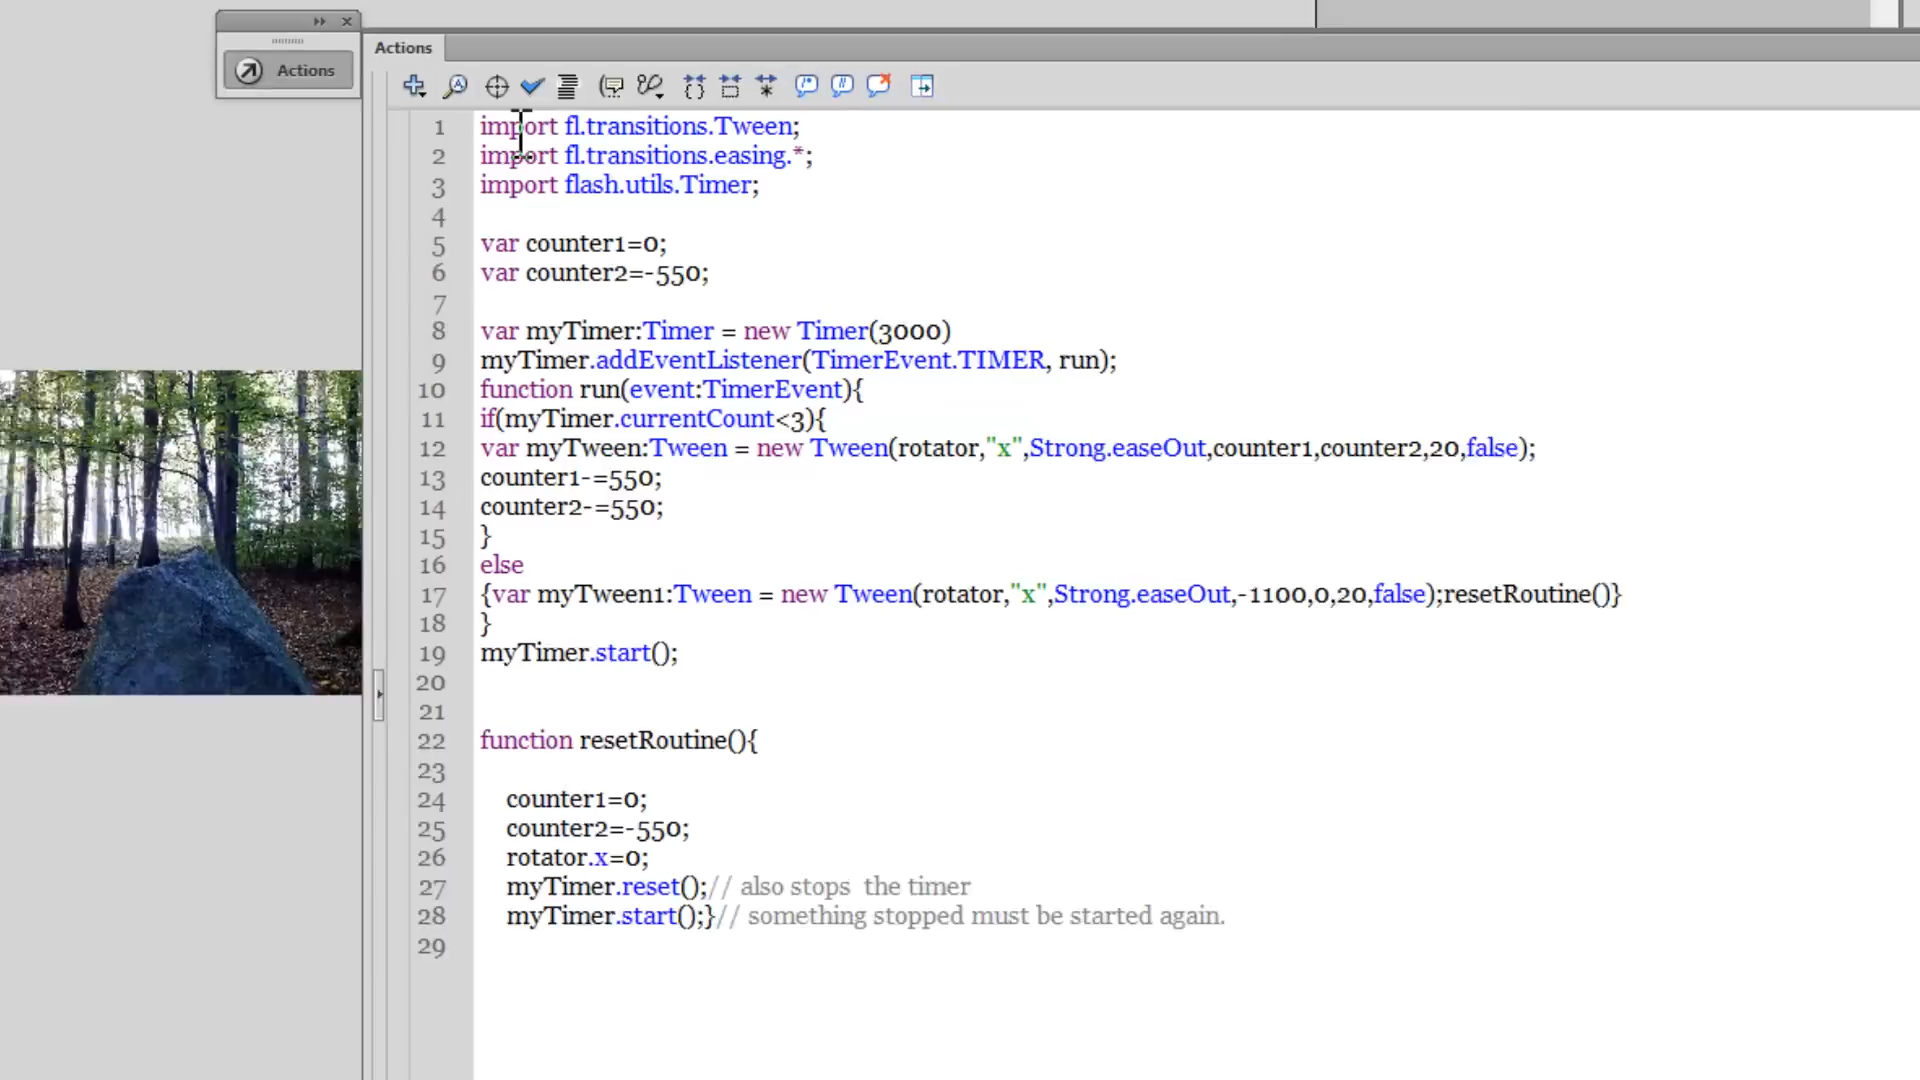 Actions
Actions
1 import fl.transitions.Tween;
2 import fl.transitions.easing.*;
3 import flash.utils.Timer;
4
5 var counter1=0;
6 var counter2=-550;
7
8 var myTimer:Timer = new Timer(3000)
9 myTimer.addEventListener(TimerEvent.TIMER, run);
10 function run(event:TimerEvent){
11 if(myTimer.currentCount<3){
12 var myTween:Tween = new Tween(rotator,"x",Strong.easeOut,counter1,counter2,20,false);
13 counter1-=550;
14 counter2-=550;
15 }
16 else
17 {var myTween1:Tween = new Tween(rotator,"x",Strong.easeOut,-1100,0,20,false);resetRoutine()}
18 }
19 myTimer.start();
20
21
22 function resetRoutine(){
23
24 counter1=0;
25 counter2=-550;
26 rotator.x=0;
27 myTimer.reset();// also stops  the timer
28 myTimer.start();}// something stopped must be started again.
29